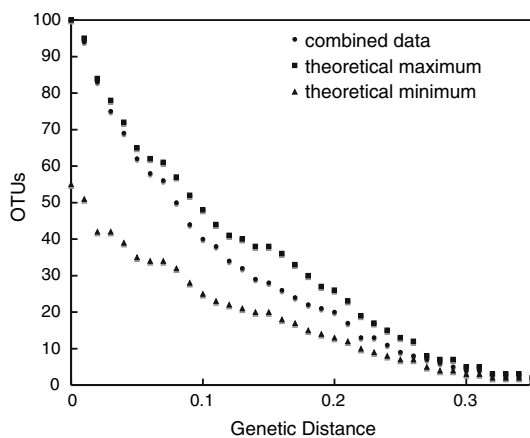 100
90
80
70
60
50
40
30
20
10
0
OTUs
combined data
theoretical maximum
theoretical minimum
0 0.1 0.2 0.3
Genetic Distance